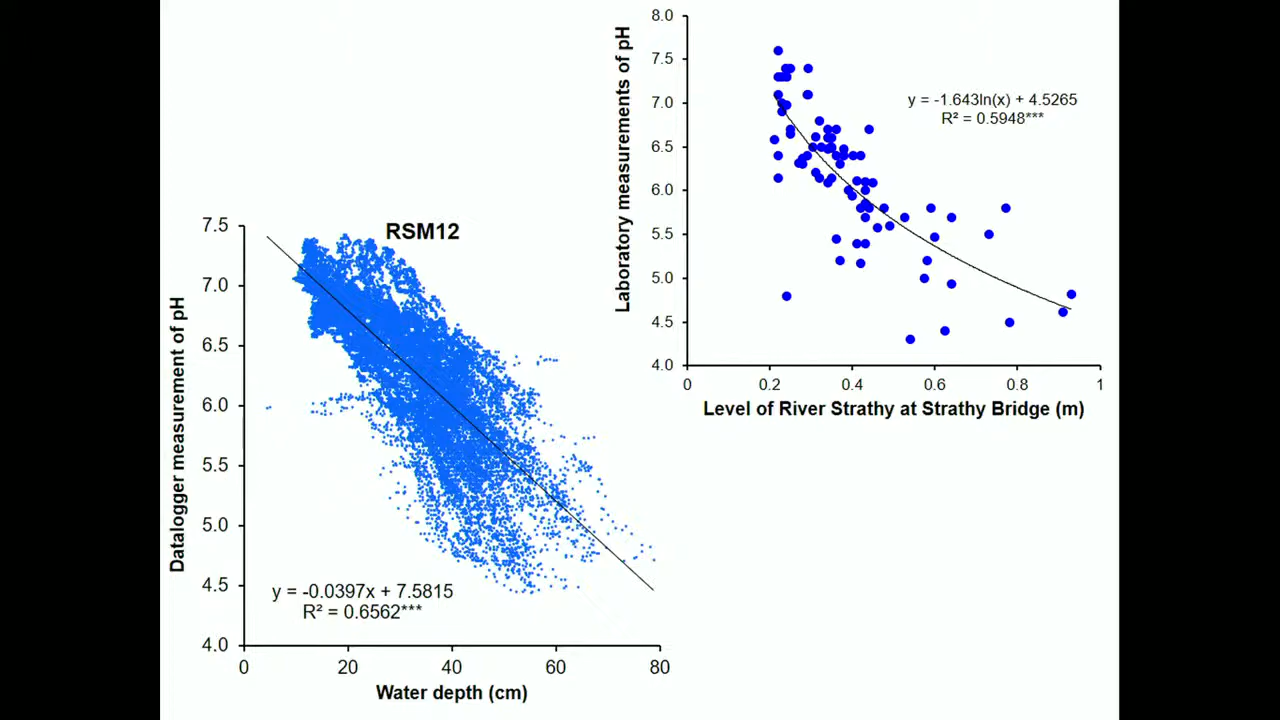 8.0
7.5
7.0
6.5
6.0
5.5
5.0
4.5
4.0
Laboratory measurements of pH
y = -1.643ln(x) + 4.5265
R² = 0.5948***
0 0.2 0.4 0.6 0.8 1
Level of River Strathy at Strathy Bridge (m)
RSM12
7.5
7.0
6.5
6.0
5.5
5.0
4.5
4.0
Datalogger measurement of pH
y = -0.0397x + 7.5815
R² = 0.6562***
0 20 40 60 80
Water depth (cm)